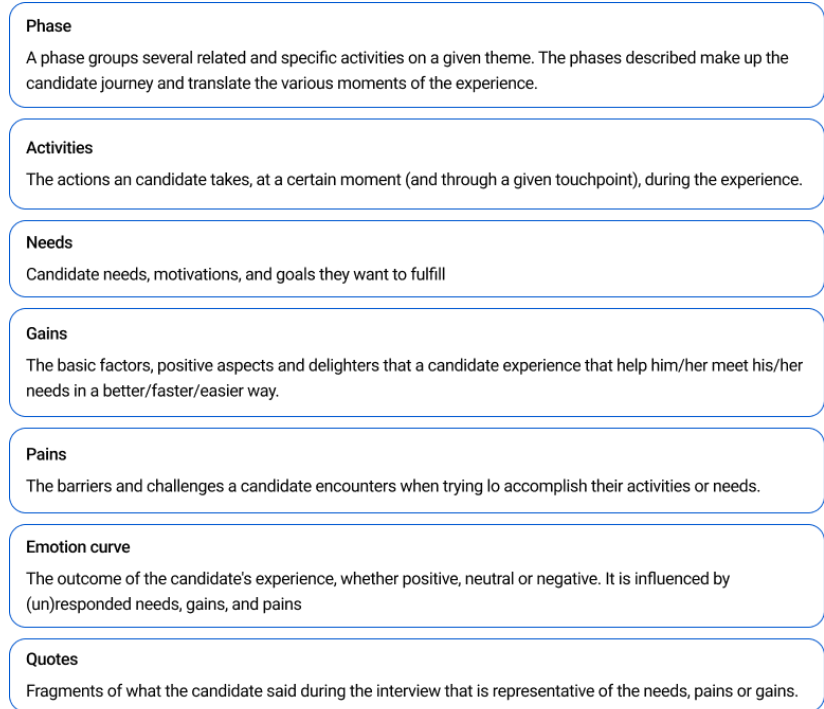 Phase
A phase groups several related and specific activities on a given theme. The phases described make up the
candidate journey and translate the various moments of the experience.
Activities
The actions an candidate takes, at a certain moment (and through a given touchpoint), during the experience.
Needs
Candidate needs, motivations, and goals they want to fulfill
Gains
The basic factors, positive aspects and delighters that a candidate experience that help him/her meet his/her
needs in a better/faster/easier way.
Pains
The barriers and challenges a candidate encounters when trying lo accomplish their activities or needs.
Emotion curve
The outcome of the candidate's experience, whether positive, neutral or negative. It is influenced by
(un)responded needs, gains, and pains
Quotes
Fragments of what the candidate said during the interview that is representative of the needs, pains or gains.